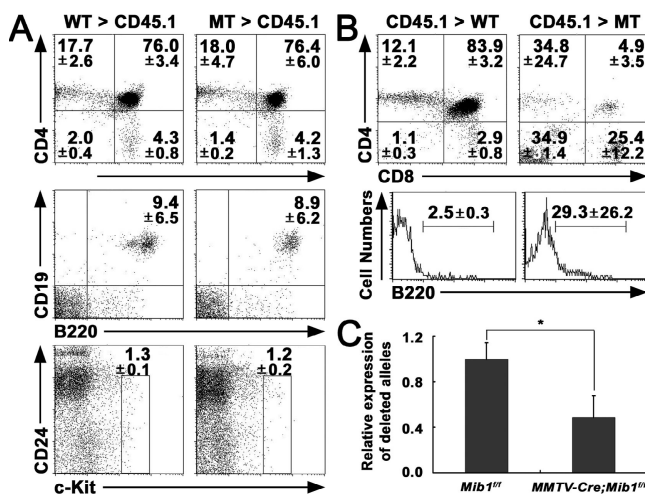 A
WT > CD45.1
MT > CD45.1
17.7
±2.6
76.0
±3.4
18.0
±4.7
76.4
±6.0
2.0
±0.4
4.3
±0.8
1.4
±0.2
4.2
±1.3
CD4
9.4
±6.5
8.9
±6.2
CD19
B220
1.3
±0.1
1.2
±0.2
CD24
c-Kit
B
CD45.1 > WT
CD45.1 > MT
12.1
±2.2
83.9
±3.2
34.8
±24.7
4.9
±3.5
1.1
±0.3
2.9
±0.8
34.9
±1.4
25.4
±12.2
CD4
CD8
2.5±0.3
29.3±26.2
Cell Numbers
B220
C
*
Relative expression
of deleted alleles
1.2
0.8
0.4
0.0
Mib1f/f
MMTV-Cre;Mib1f/f